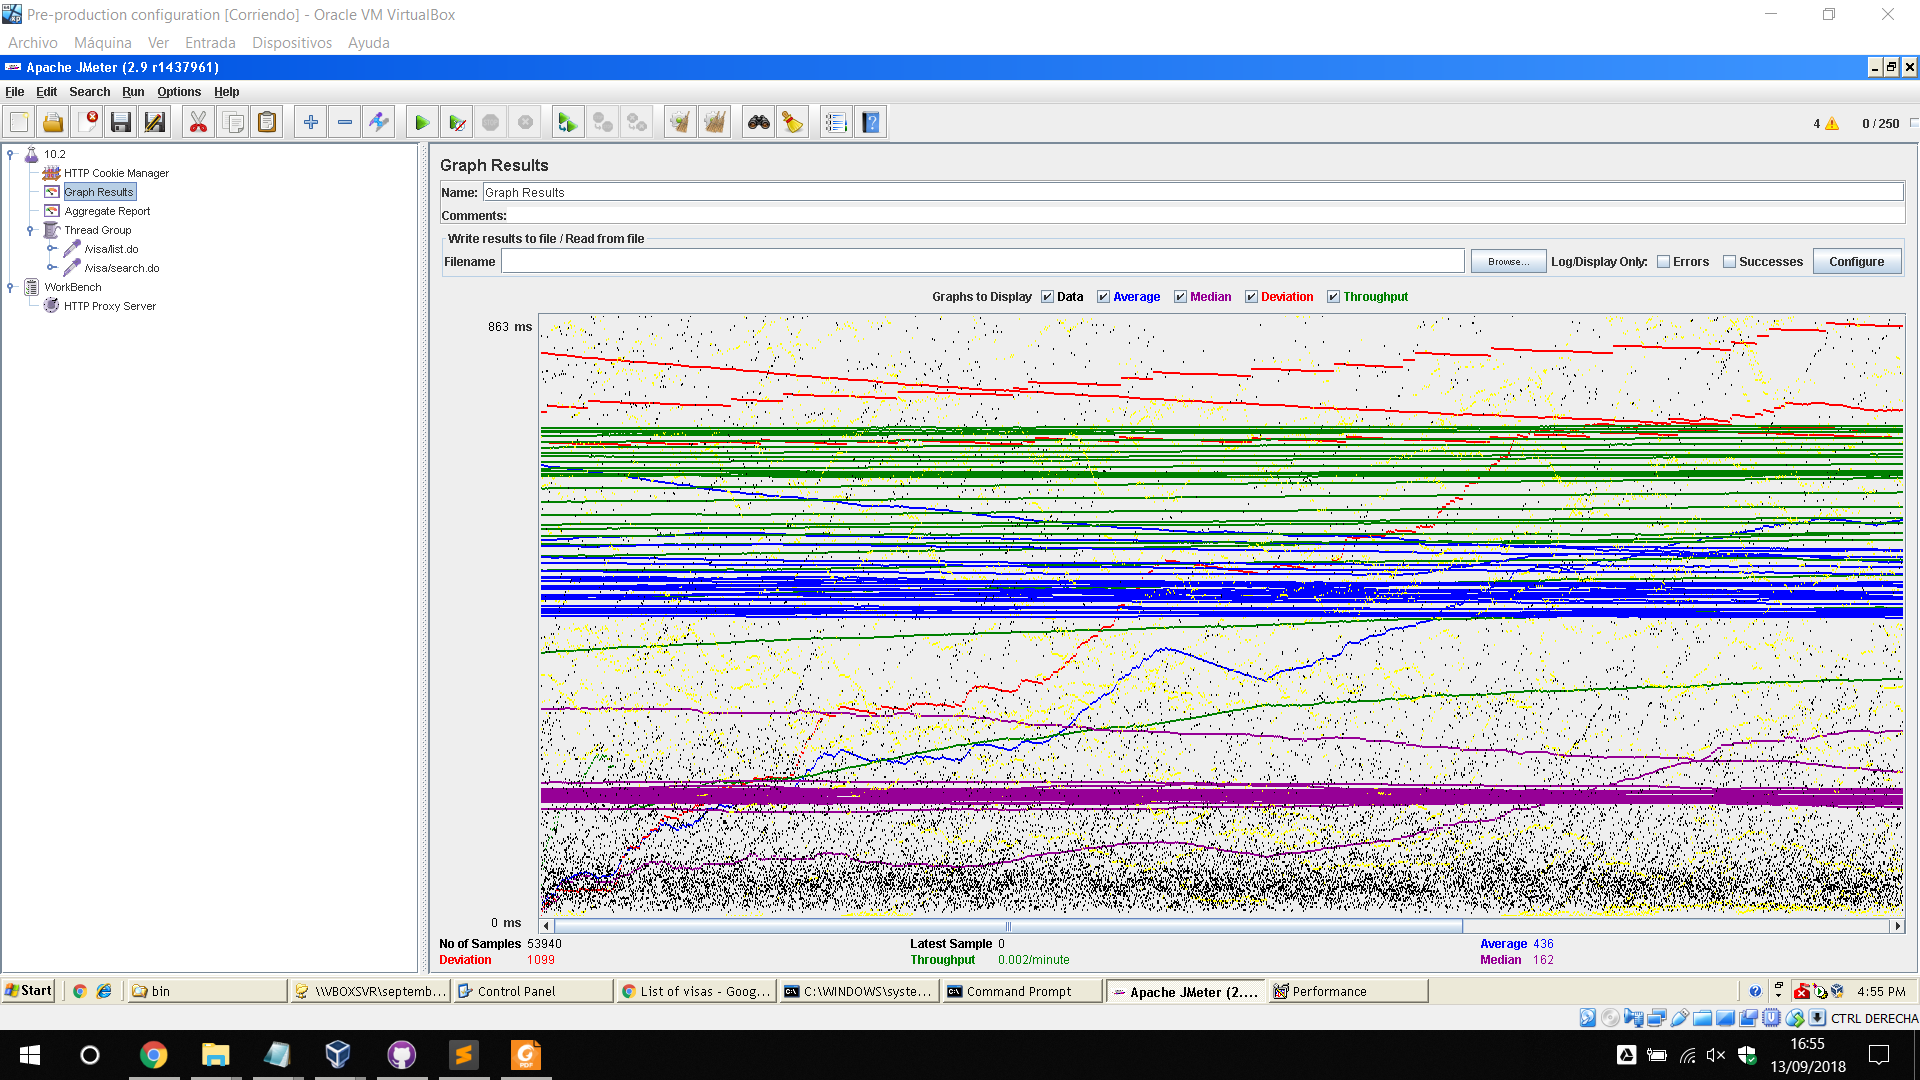 Pre-production configuration [Corriendo] - Oracle VM VirtualBox
Archivo Máquina Ver Entrada Dispositivos Ayuda
Apache JMeter (2.9 r1437961)
File Edit Search Run Options Help
4 0 / 250
10.2
HTTP Cookie Manager
Graph Results
Aggregate Report
Thread Group
/visa/list.do
/visa/search.do
WorkBench
HTTP Proxy Server
Graph Results
Name: Graph Results
Comments:
Write results to file / Read from file
Filename Browse... Log/Display Only: Errors Successes Configure
Graphs to Display Data Average Median Deviation Throughput
863 ms
0 ms
No of Samples 53940 Latest Sample 0 Average 436
Deviation 1099 Throughput 0.002/minute Median 162
Start bin \\VBOXSVR\septemb... Control Panel List of visas - Goog... C:\WINDOWS\syste... Command Prompt Apache JMeter (2.... Performance 4:55 PM
CTRL DERECHA
16:55
13/09/2018